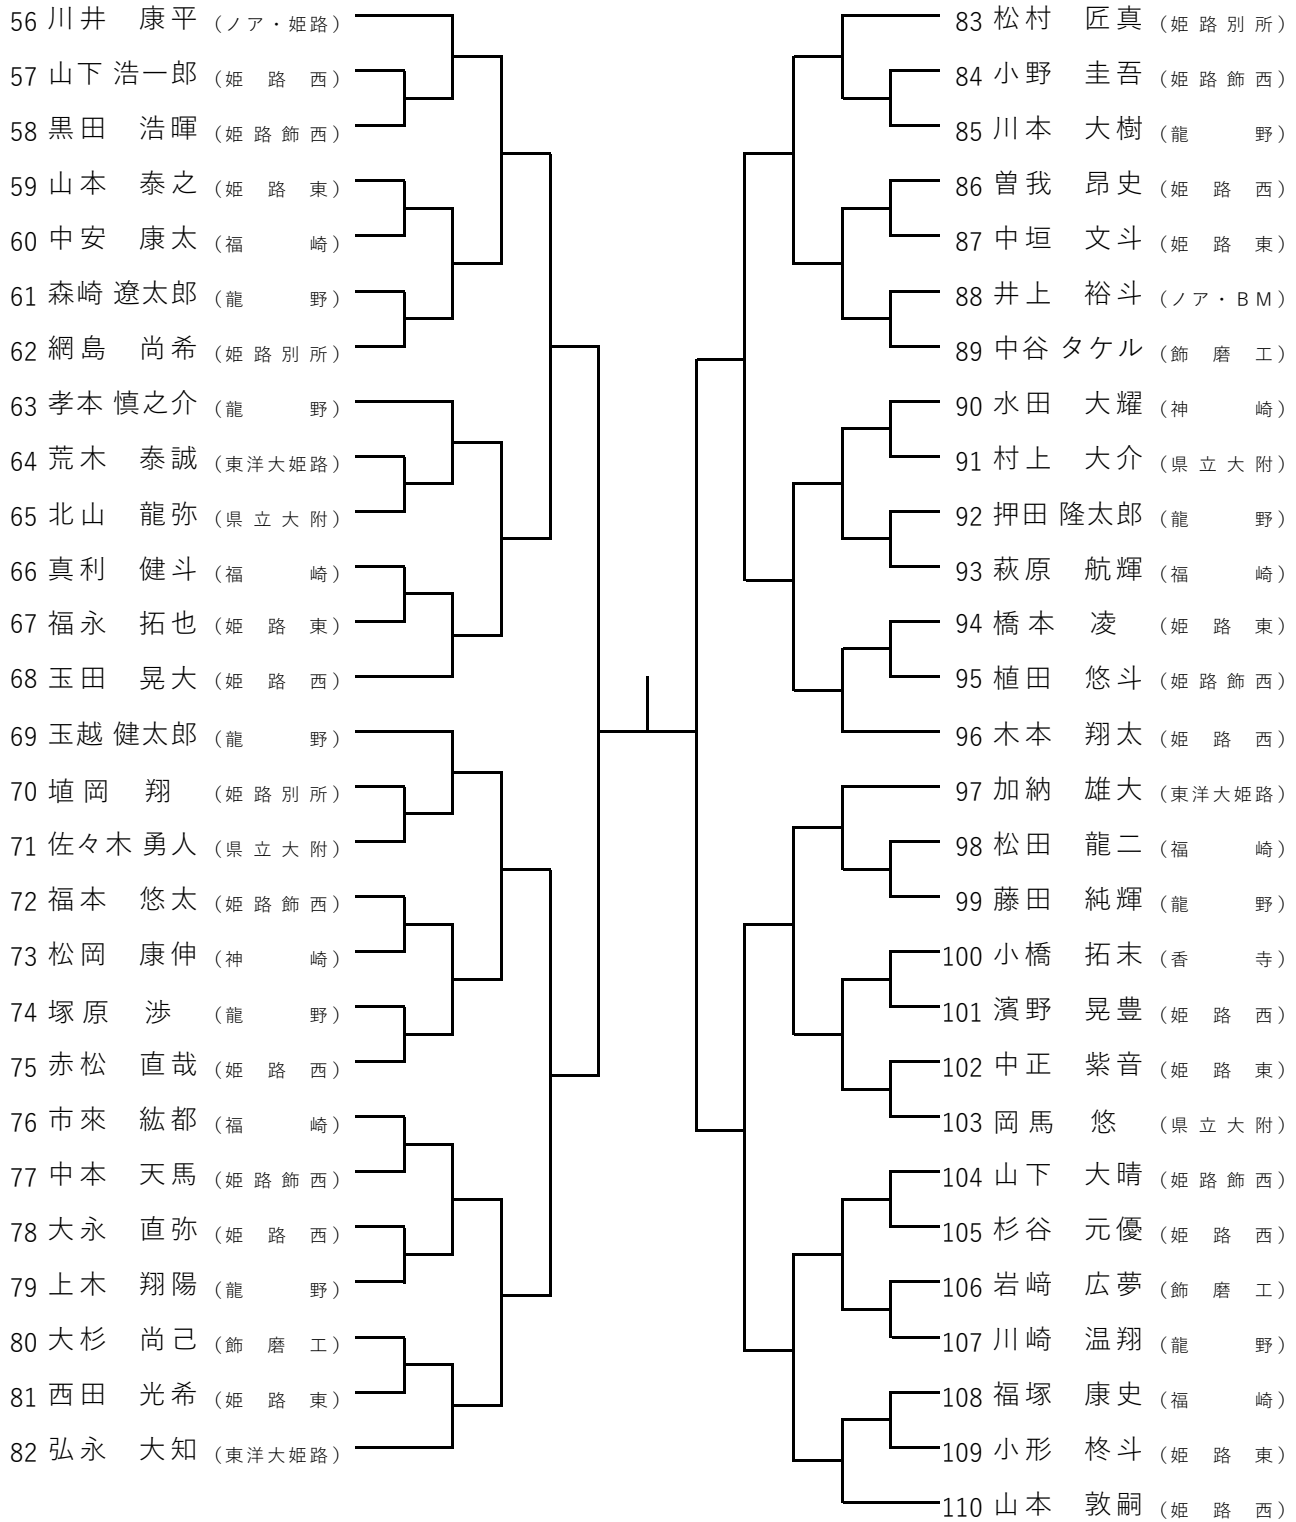 56 川井 康平 (ノア・姫路)
57 山下 浩一郎 (姫路西)
58 黒田 浩暉 (姫路飾西)
59 山本 泰之 (姫路東)
60 中安 康太 (福崎)
61 森崎 遼太郎 (龍野)
62 網島 尚希 (姫路別所)
63 孝本 慎之介 (龍野)
64 荒木 泰誠 (東洋大姫路)
65 北山 龍弥 (県立大附)
66 真利 健斗 (福崎)
67 福永 拓也 (姫路東)
68 玉田 晃大 (姫路西)
69 玉越 健太郎 (龍野)
70 埴岡 翔 (姫路別所)
71 佐々木 勇人 (県立大附)
72 福本 悠太 (姫路飾西)
73 松岡 康伸 (神崎)
74 塚原 渉 (龍野)
75 赤松 直哉 (姫路西)
76 市來 紘都 (福崎)
77 中本 天馬 (姫路飾西)
78 大永 直弥 (姫路西)
79 上木 翔陽 (龍野)
80 大杉 尚己 (飾磨工)
81 西田 光希 (姫路東)
82 弘永 大知 (東洋大姫路)
83 松村 匠真 (姫路別所)
84 小野 圭吾 (姫路飾西)
85 川本 大樹 (龍野)
86 曽我 昂史 (姫路西)
87 中垣 文斗 (姫路東)
88 井上 裕斗 (ノア・BM)
89 中谷 タケル (飾磨工)
90 水田 大耀 (神崎)
91 村上 大介 (県立大附)
92 押田 隆太郎 (龍野)
93 萩原 航輝 (福崎)
94 橋本 凌 (姫路東)
95 植田 悠斗 (姫路飾西)
96 木本 翔太 (姫路西)
97 加納 雄大 (東洋大姫路)
98 松田 龍二 (福崎)
99 藤田 純輝 (龍野)
100 小橋 拓末 (香寺)
101 濱野 晃豊 (姫路西)
102 中正 紫音 (姫路東)
103 岡馬 悠 (県立大附)
104 山下 大晴 (姫路飾西)
105 杉谷 元優 (姫路西)
106 岩﨑 広夢 (飾磨工)
107 川崎 温翔 (龍野)
108 福塚 康史 (福崎)
109 小形 柊斗 (姫路東)
110 山本 敦嗣 (姫路西)